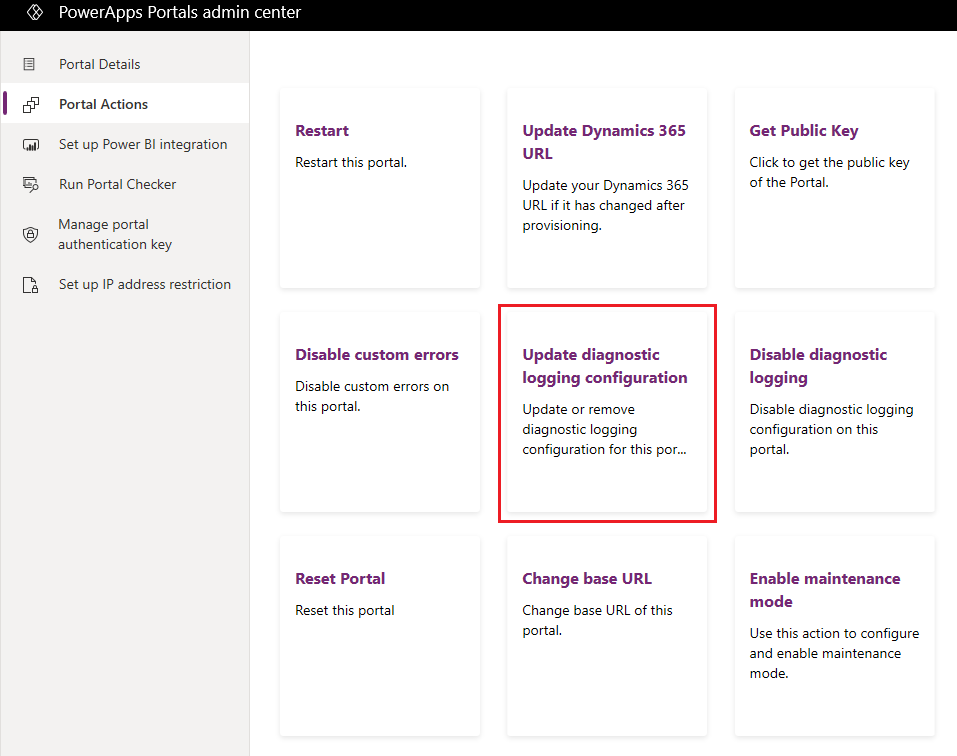 PowerApps Portals admin center
Portal Details
Portal Actions
Set up Power BI integration
Run Portal Checker
Manage portal
authentication key
Set up IP address restriction
Restart
Restart this portal.
Update Dynamics 365
URL
Update your Dynamics 365
URL if it has changed after
provisioning.
Get Public Key
Click to get the public key
of the Portal.
Disable custom errors
Disable custom errors on
this portal.
Update diagnostic
logging configuration
Update or remove
diagnostic logging
configuration for this por...
Disable diagnostic
logging
Disable diagnostic logging
configuration on this
portal.
Reset Portal
Reset this portal
Change base URL
Change base URL of this
portal.
Enable maintenance
mode
Use this action to configure
and enable maintenance
mode.